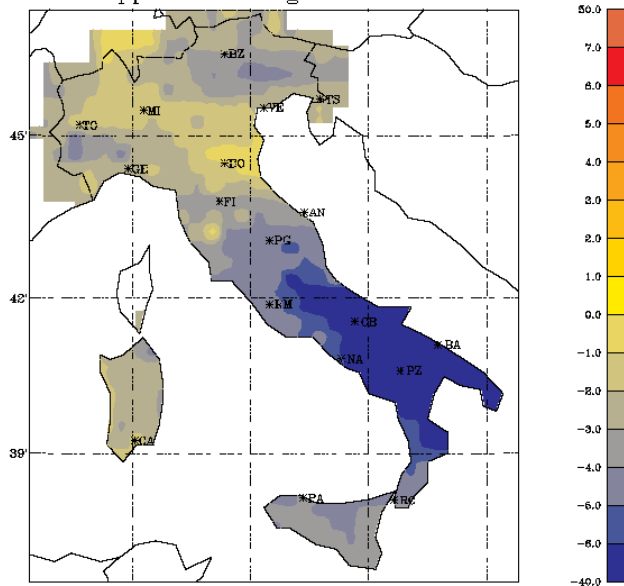 50.0
7.0
6.0
5.0
4.0
3.0
2.0
1.0
0.0
-1.0
-2.0
-3.0
-4.0
-5.0
-6.0
-40.0
45'
42
39'
*BZ
*MI
*VE
*TS
*TO
*GE
*BO
*FI
*AN
*PG
*RM
*CB
*BA
*NA
*PZ
*CA
*PA
*RC